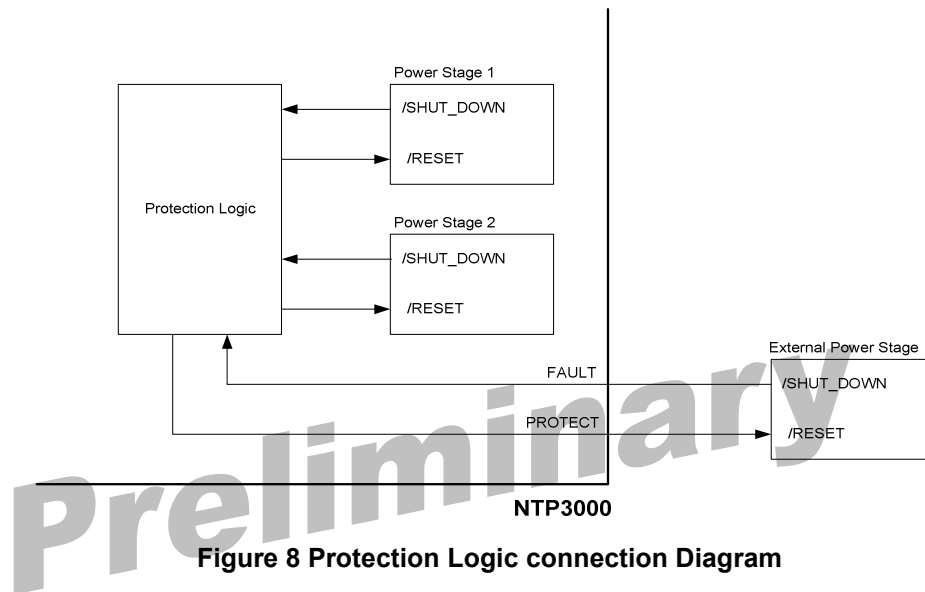 Power Stage 1
/SHUT_DOWN
/RESET
Protection Logic
Power Stage 2
/SHUT_DOWN
/RESET
External Power Stage
FAULT
/SHUT_DOWN
PROTECT
/RESET
Preliminary
NTP3000
Figure 8 Protection Logic connection Diagram